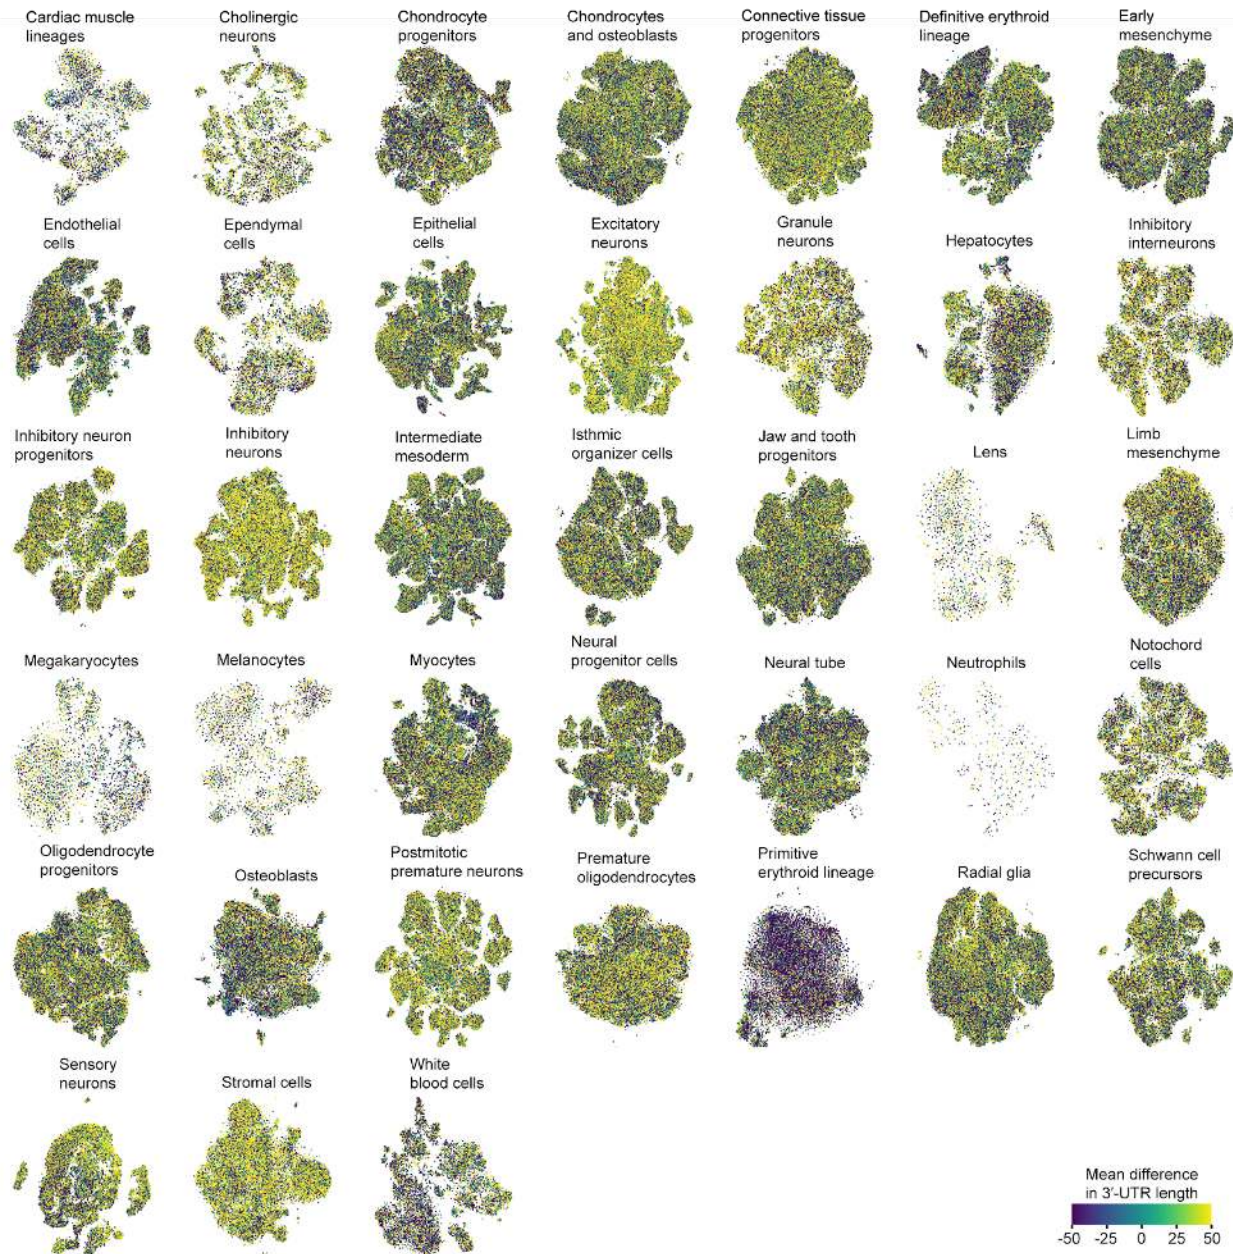 Cardiac muscle
lineages
Cholinergic
neurons
Chondrocyte
progenitors
Chondrocytes
and osteoblasts
Connective tissue
progenitors
Definitive erythroid
lineage
Early
mesenchyme
Endothelial
cells
Ependymal
cells
Epithelial
cells
Excitatory
neurons
Granule
neurons
Hepatocytes
Inhibitory
interneurons
Inhibitory neuron
progenitors
Inhibitory
neurons
Intermediate
mesoderm
Isthmic
organizer cells
Jaw and tooth
progenitors
Lens
Limb
mesenchyme
Megakaryocytes
Melanocytes
Myocytes
Neural
progenitor cells
Neural tube
Neutrophils
Notochord
cells
Oligodendrocyte
progenitors
Osteoblasts
Postmitotic
premature neurons
Premature
oligodendrocytes
Primitive
erythroid lineage
Radial glia
Schwann cell
precursors
Sensory
neurons
Stromal cells
White
blood cells
Mean difference
in 3′-UTR length
-50 -25 0 25 50